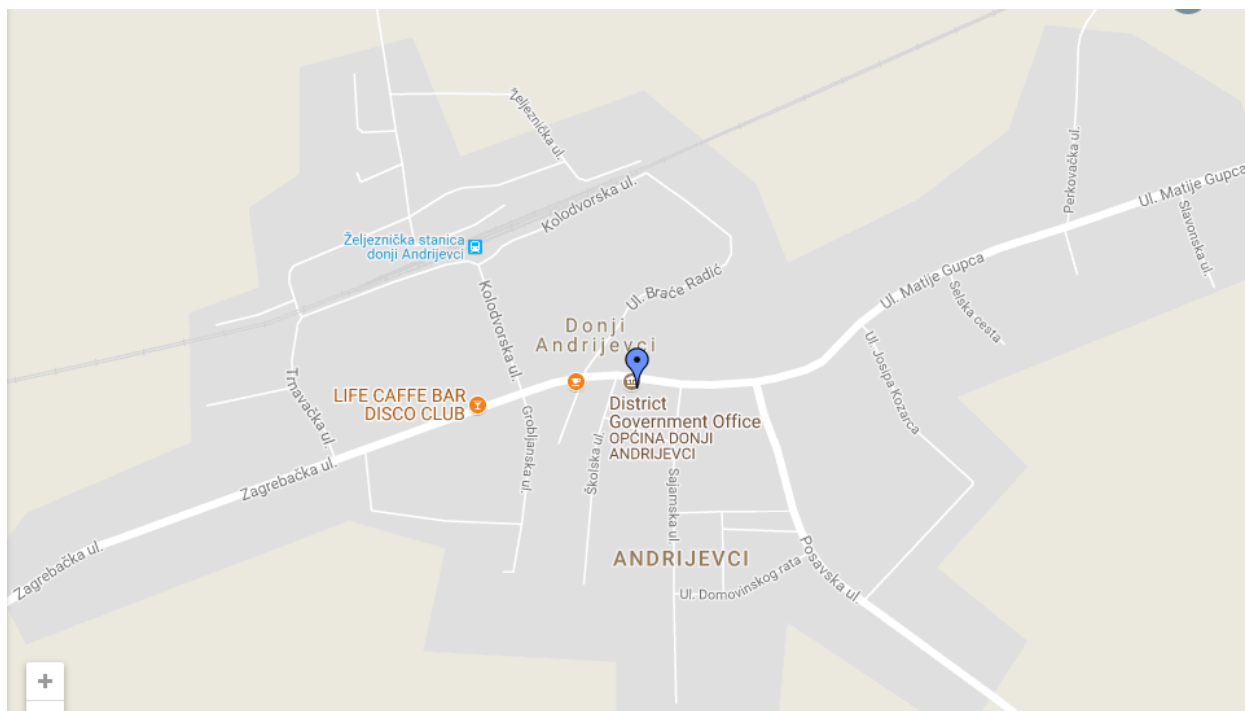 Željeznička ul.
Perkovačka ul.
Ul. Matije Gupca
Slavonska ul.
Kolodvorska ul.
Željeznička stanica
donji Andrijevci
Ul. Braće Radić
Ul. Matije Gupca
Selska cesta
Kolodvorska ul.
Donji
Andrijevci
Ul. Josipa Kozarca
Trnavačka ul.
LIFE CAFFE BAR
DISCO CLUB
District
Government Office
OPĆINA DONJI
ANDRIJEVCI
Grobljanska ul.
Školska ul.
Sajamska ul.
Zagrebačka ul.
Zagrebačka ul.
ANDRIJEVCI
Ul. Domovinskog rata
Posavska ul.
+